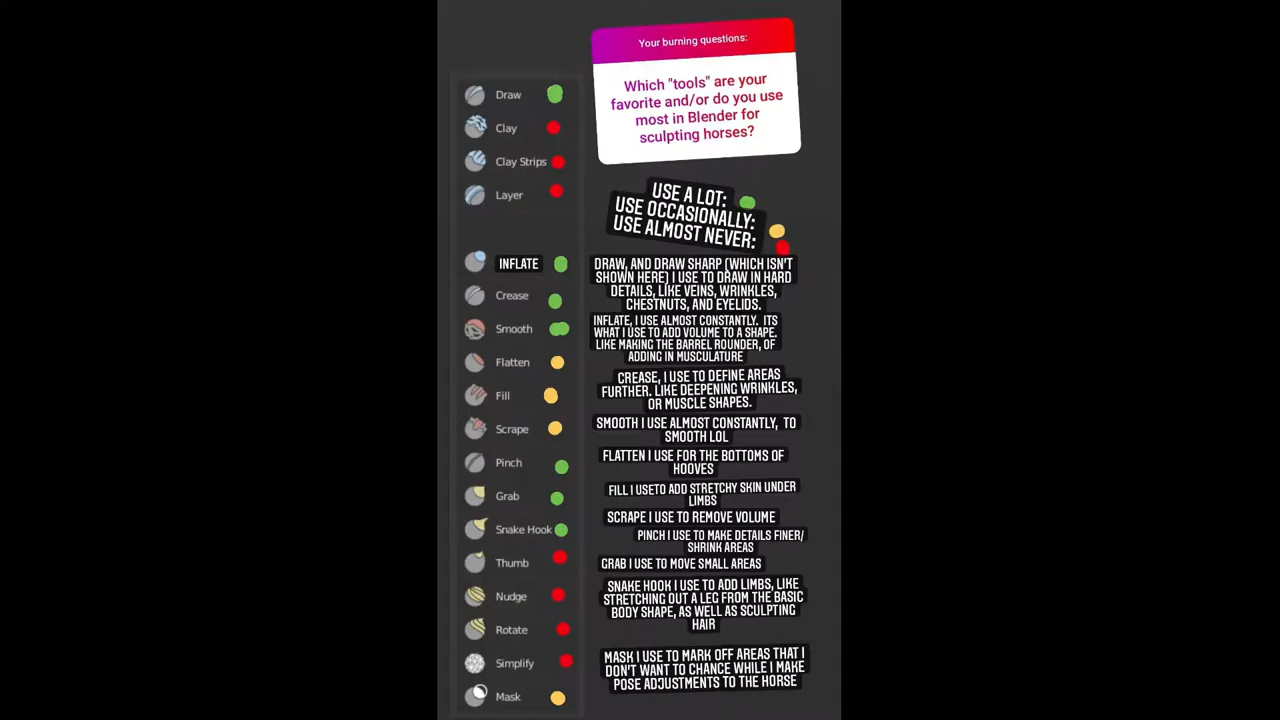 Your burning questions:
Which "tools" are your
favorite and/or do you use
most in Blender for
sculpting horses?
Draw
Clay
Clay Strips
Layer
INFLATE
Crease
Smooth
Flatten
Fill
Scrape
Pinch
Grab
Snake Hook
Thumb
Nudge
Rotate
Simplify
Mask
USE A LOT:
USE OCCASIONALLY:
USE ALMOST NEVER:
DRAW, AND DRAW SHARP (WHICH ISN'T
SHOWN HERE) I USE TO DRAW IN HARD
DETAILS, LIKE VEINS, WRINKLES,
CHESTNUTS, AND EYELIDS.
INFLATE, I USE ALMOST CONSTANTLY. ITS
WHAT I USE TO ADD VOLUME TO A SHAPE.
LIKE MAKING THE BARREL ROUNDER, OF
ADDING IN MUSCULATURE
CREASE, I USE TO DEFINE AREAS
FURTHER. LIKE DEEPENING WRINKLES,
OR MUSCLE SHAPES.
SMOOTH I USE ALMOST CONSTANTLY, TO
SMOOTH LOL
FLATTEN I USE FOR THE BOTTOMS OF
HOOVES
FILL I USETO ADD STRETCHY SKIN UNDER
LIMBS
SCRAPE I USE TO REMOVE VOLUME
PINCH I USE TO MAKE DETAILS FINER/
SHRINK AREAS
GRAB I USE TO MOVE SMALL AREAS
SNAKE HOOK I USE TO ADD LIMBS, LIKE
STRETCHING OUT A LEG FROM THE BASIC
BODY SHAPE, AS WELL AS SCULPTING
HAIR
MASK I USE TO MARK OFF AREAS THAT I
DON'T WANT TO CHANCE WHILE I MAKE
POSE ADJUSTMENTS TO THE HORSE